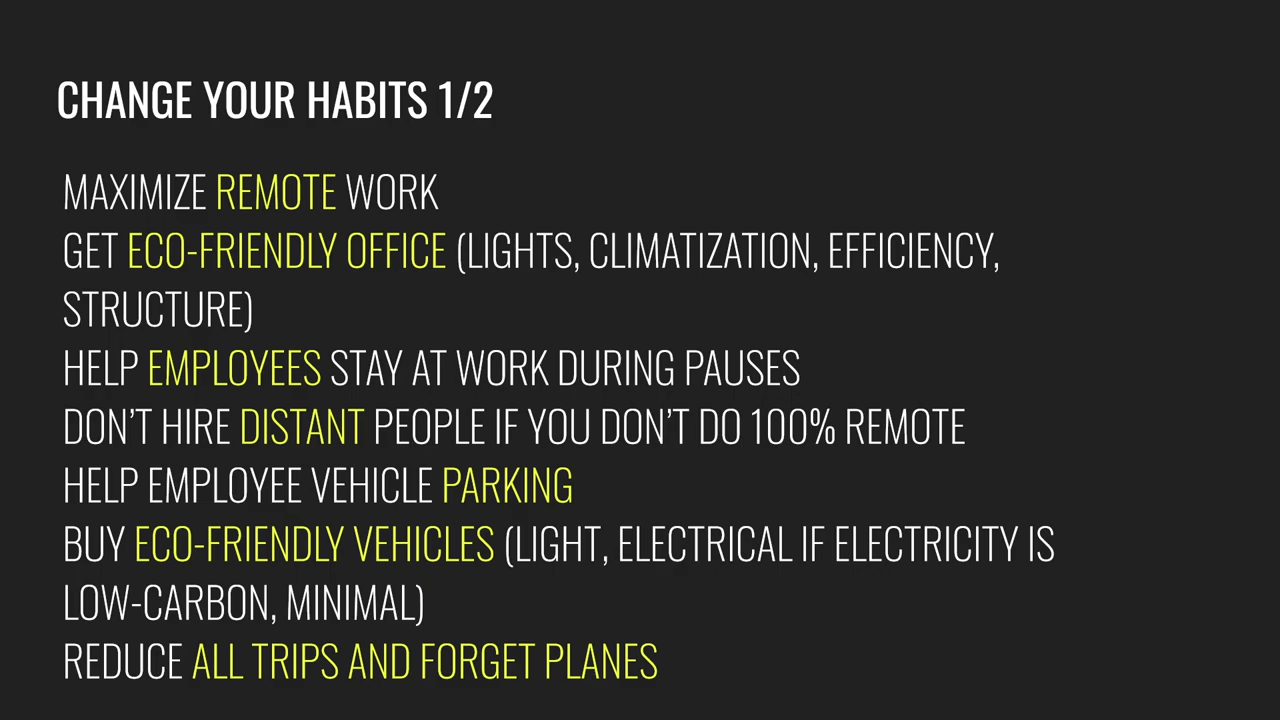 CHANGE YOUR HABITS 1/2
MAXIMIZE REMOTE WORK
GET ECO-FRIENDLY OFFICE (LIGHTS, CLIMATIZATION, EFFICIENCY,
STRUCTURE)
HELP EMPLOYEES STAY AT WORK DURING PAUSES
DON'T HIRE DISTANT PEOPLE IF YOU DON'T DO 100% REMOTE
HELP EMPLOYEE VEHICLE PARKING
BUY ECO-FRIENDLY VEHICLES (LIGHT, ELECTRICAL IF ELECTRICITY IS
LOW-CARBON, MINIMAL)
REDUCE ALL TRIPS AND FORGET PLANES